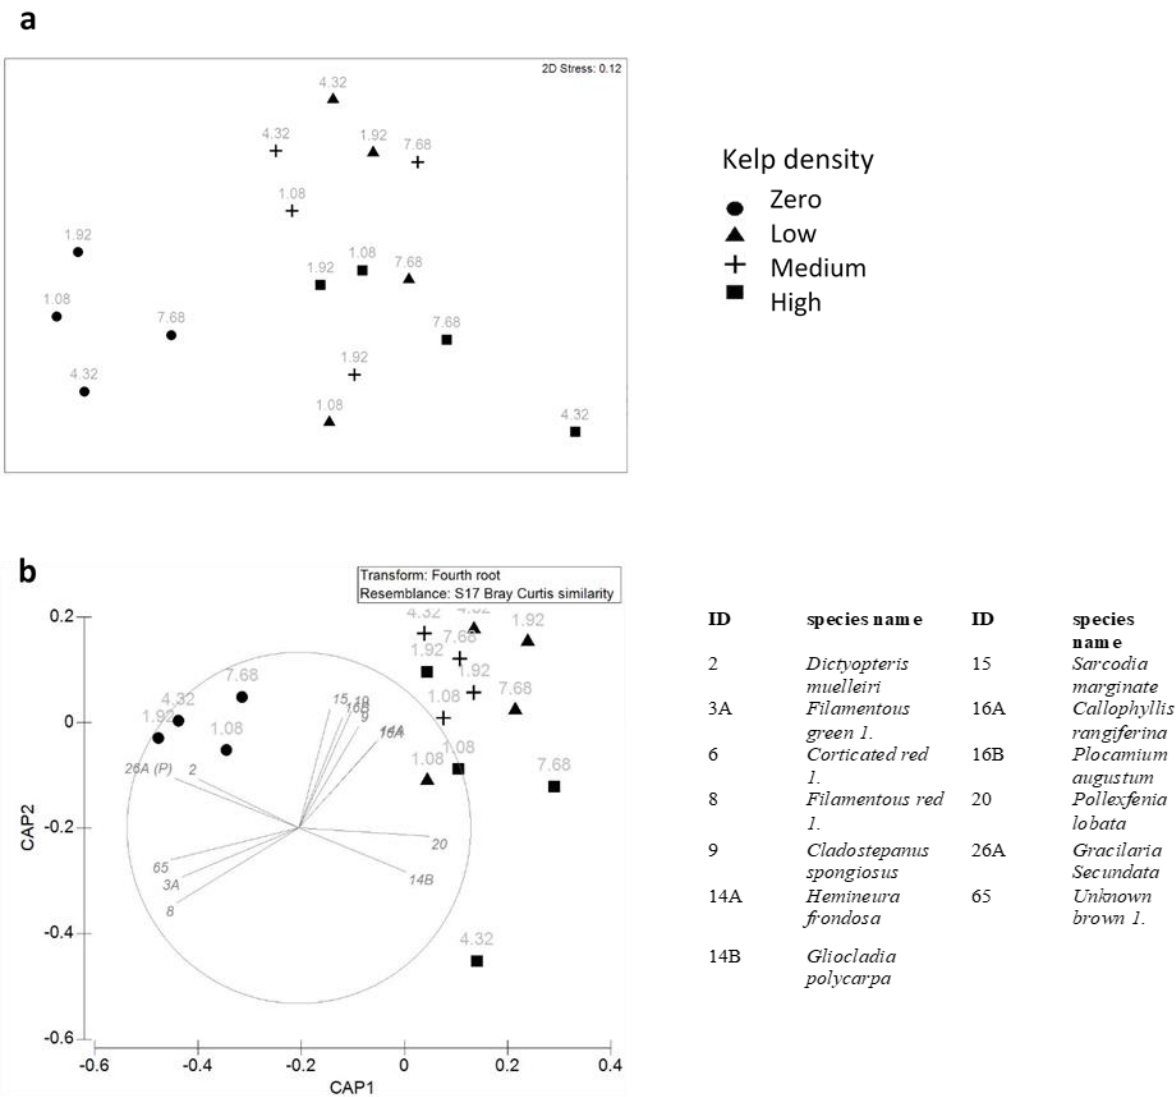 a
2D Stress: 0.12
4.32
4.32
1.92
7.68
1.08
1.92
1.92
1.08
7.68
1.08
7.68
7.68
4.32
1.92
1.08
4.32
Kelp density
Zero
Low
Medium
High
b
Transform: Fourth root
Resemblance: S17 Bray Curtis similarity
0.2
0
-0.2
-0.4
-0.6
CAP2
4.32
4.32
1.92
7.68
1.92
1.92
7.68
7.68
4.32
1.92
1.08
1.08
1.08
1.08
7.68
4.32
15
19
16B
9
14A
16A
26A (P)
2
65
3A
8
20
14B
-0.6
-0.4
-0.2
0
0.2
0.4
CAP1
ID species name ID species name
2 Dictyopteris muelleiri 15 Sarcodia marginate
3A Filamentous green 1. 16A Callophyllis rangiferina
6 Corticated red 1. 16B Plocamium augustum
8 Filamentous red 1. 20 Pollexfenia lobata
9 Cladostepanus spongiosus 26A Gracilaria Secundata
14A Hemineura frondosa 65 Unknown brown 1.
14B Gliocladia polycarpa